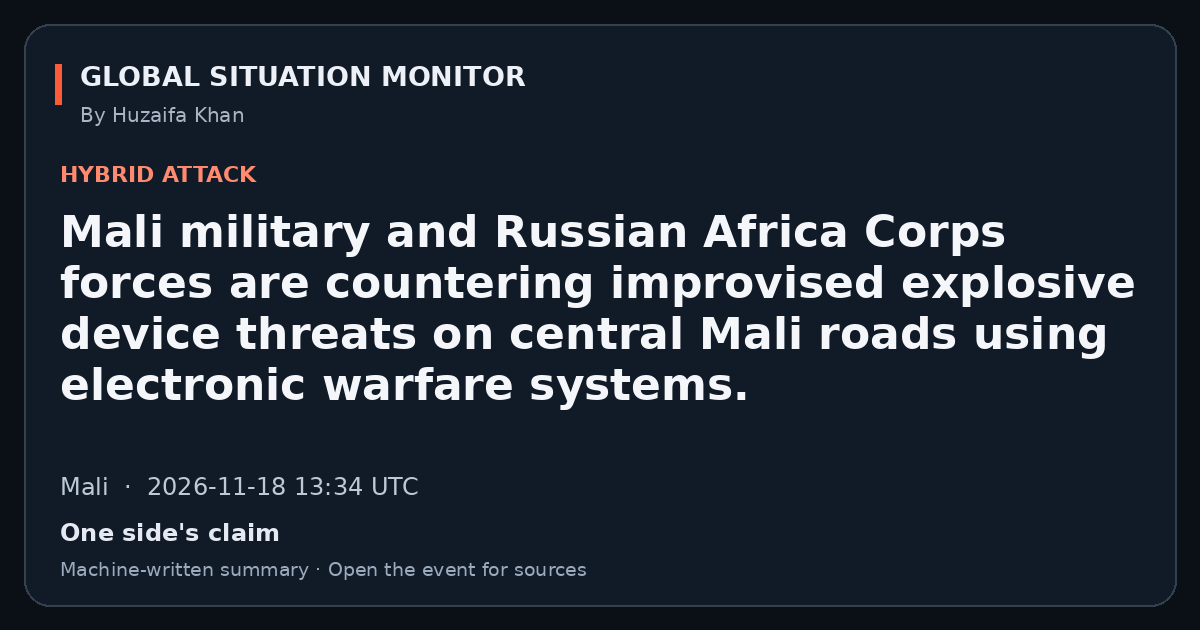 GLOBAL SITUATION MONITOR
By Huzaifa Khan
HYBRID ATTACK
Mali military and Russian Africa Corps
forces are countering improvised explosive
device threats on central Mali roads using
electronic warfare systems.
Mali · 2026-11-18 13:34 UTC
One side's claim
Machine-written summary · Open the event for sources